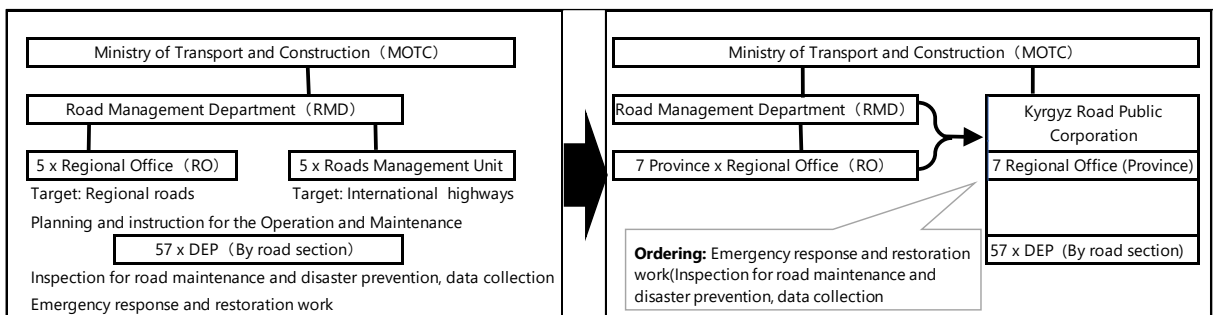 Ministry of Transport and Construction（MOTC）
Road Management Department（RMD）
5 x Regional Office（RO）
5 x Roads Management Unit
Target: Regional roads
Target: International highways
Planning and instruction for the Operation and Maintenance
57 x DEP（By road section）
Inspection for road maintenance and disaster prevention, data collection
Emergency response and restoration work
Ministry of Transport and Construction（MOTC）
Road Management Department（RMD）
7 Province x Regional Office（RO）
Kyrgyz Road Public
Corporation
7 Regional Office (Province)
57 x DEP (By road section)
Ordering: Emergency response and restoration
work(Inspection for road maintenance and
disaster prevention, data collection